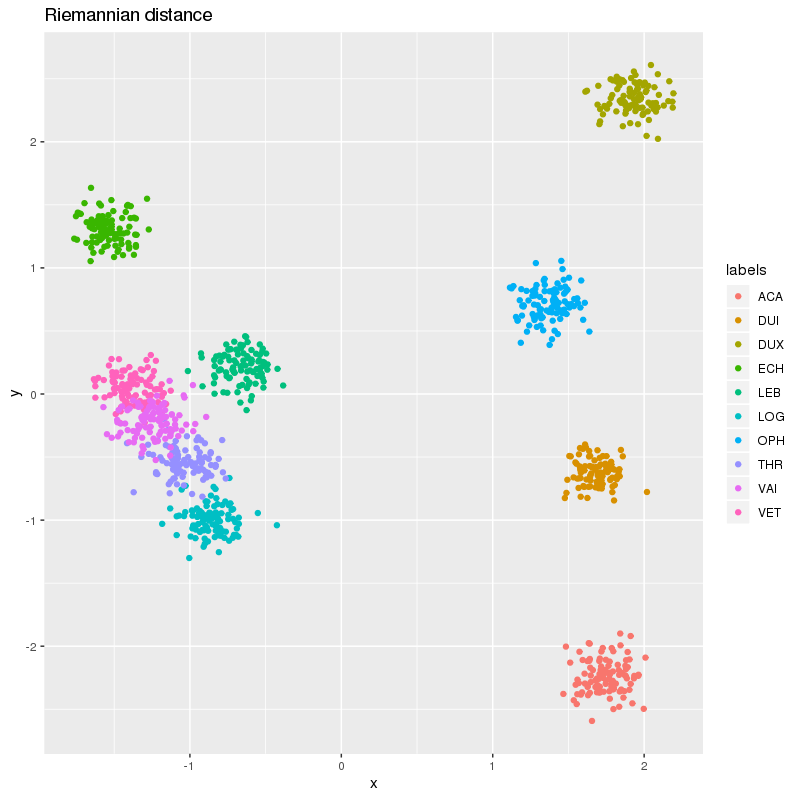 Riemannian distance
2
1
0
-1
-2
y
-1
0
1
2
x
labels
ACA
DUI
DUX
ECH
LEB
LOG
OPH
THR
VAI
VET